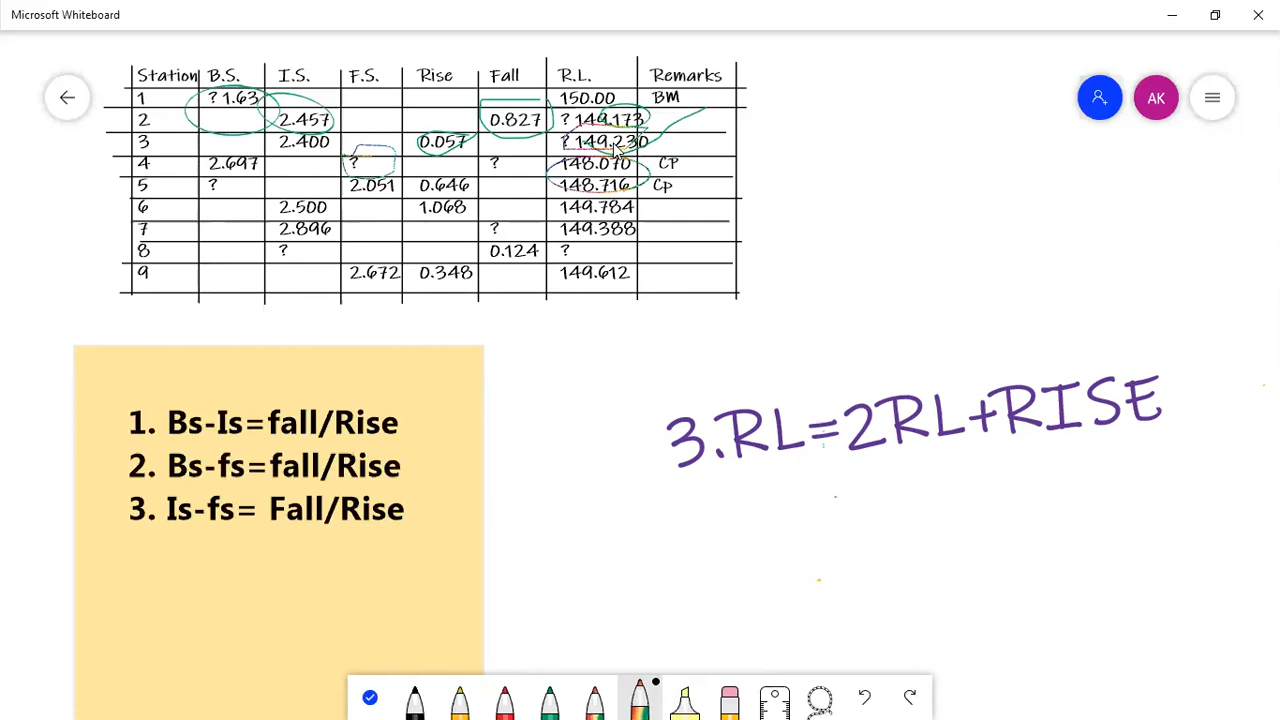 Microsoft Whiteboard
Station B.S. I.S. F.S. Rise Fall R.L. Remarks
1 ? 1.63 150.00 BM
2 2.457 0.827 ? 149.173
3 2.400 0.057 ? 149.230
4 2.697 ? ? 148.070 CP
5 ? 2.051 0.646 148.716 Cp
6 2.500 1.068 149.784
7 2.896 ? 149.388
8 ? 0.124 ?
9 2.672 0.348 149.612
AK
1. Bs-Is=fall/Rise
2. Bs-fs=fall/Rise
3. Is-fs= Fall/Rise
3.RL=2RL+RISE